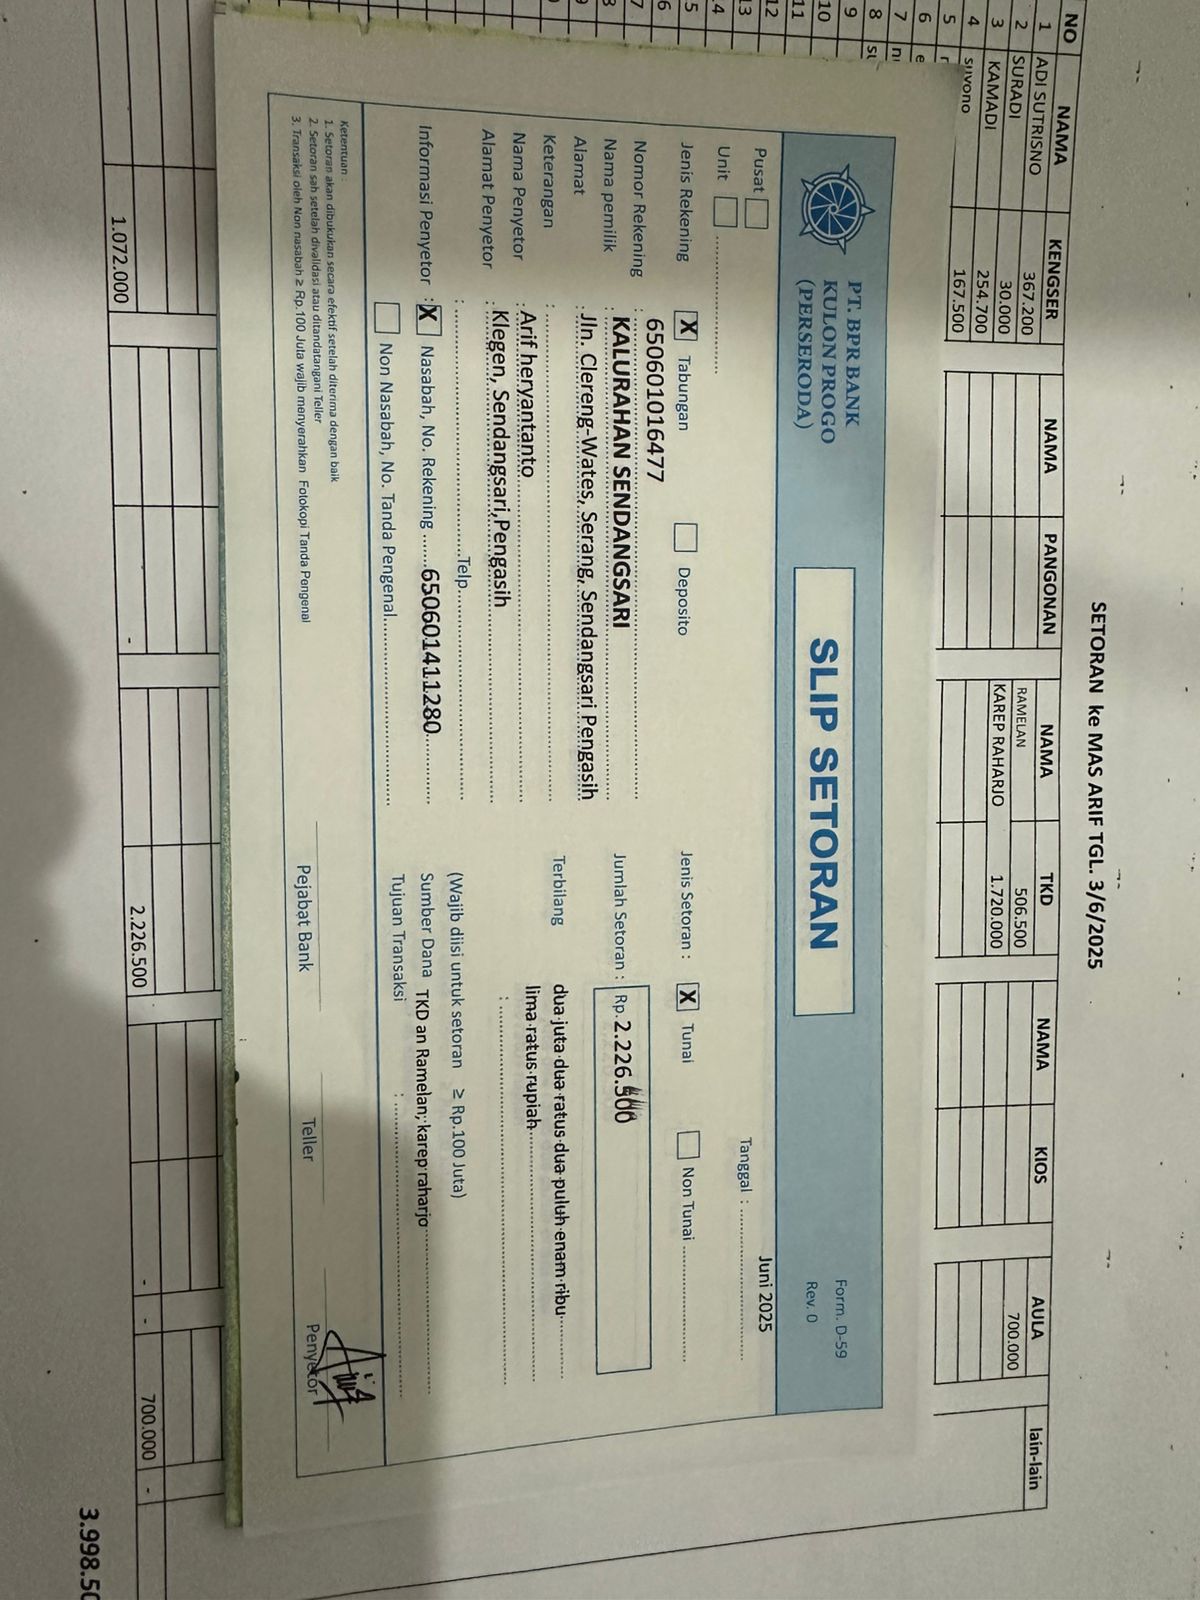 SETORAN ke MAS ARIF TGL. 3/6/2025
NO NAMA KENGSER NAMA PANGONAN NAMA TKD NAMA KIOS AULA lain-lain
1 ADI SUTRISNO 367.200 RAMELAN 506.500 700.000
2 SURADI 30.000 KAREP RAHARJO 1.720.000
3 KAMADI 254.700
4 suyono 167.500
5
6
7
8
9
10
11
12
PT. BPR BANK
KULON PROGO
(PERSERODA)
SLIP SETORAN
Form. D-59
Rev. 0
Pusat
Unit
Tanggal : Juni 2025
Jenis Rekening : X Tabungan Deposito
Jenis Setoran : X Tunai Non Tunai
Nomor Rekening : 650601016477
Nama pemilik : KALURAHAN SENDANGSARI
Jumlah Setoran : Rp. 2.226.500
Alamat : Jln. Clereng-Wates, Serang, Sendangsari Pengasih
Keterangan :
Terbilang dua juta dua ratus dua puluh enam ribu
lima ratus rupiah
Nama Penyetor : Arif heryantanto
Alamat Penyetor : Klegen, Sendangsari,Pengasih
: Telp
(Wajib diisi untuk setoran ≥ Rp.100 Juta)
Informasi Penyetor : X Nasabah, No. Rekening 650601411280
Sumber Dana TKD an Ramelan, karep raharjo
Non Nasabah, No. Tanda Pengenal
Tujuan Transaksi :
Ketentuan :
1. Setoran akan dibukukan secara efektif setelah diterima dengan baik
2. Setoran sah setelah divalidasi atau ditandatangani Teller
3. Transaksi oleh Non nasabah ≥ Rp.100 Juta wajib menyerahkan Fotokopi Tanda Pengenal
Pejabat Bank Teller Penyetor
1.072.000 - 2.226.500 - - 700.000 -